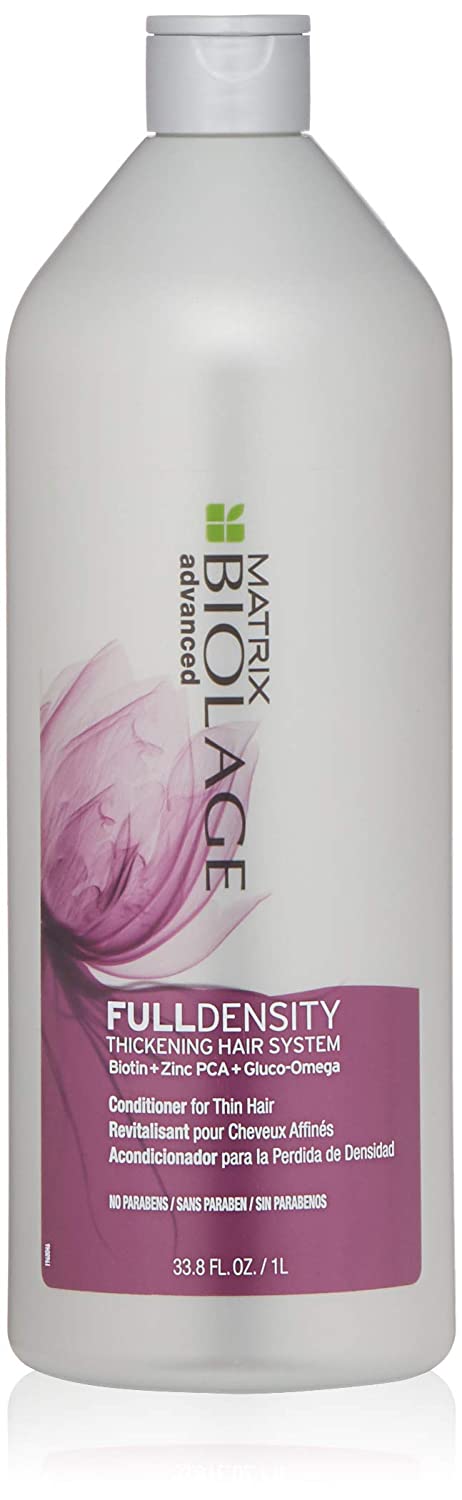 MATRIX
BIOLAGE
advanced
FULLDENSITY
THICKENING HAIR SYSTEM
Biotin + Zinc PCA + Gluco-Omega
Conditioner for Thin Hair
Revitalisant pour Cheveux Affinés
Acondicionador para la Perdida de Densidad
NO PARABENS / SANS PARABEN / SIN PARABENOS
33.8 FL. OZ. / 1L